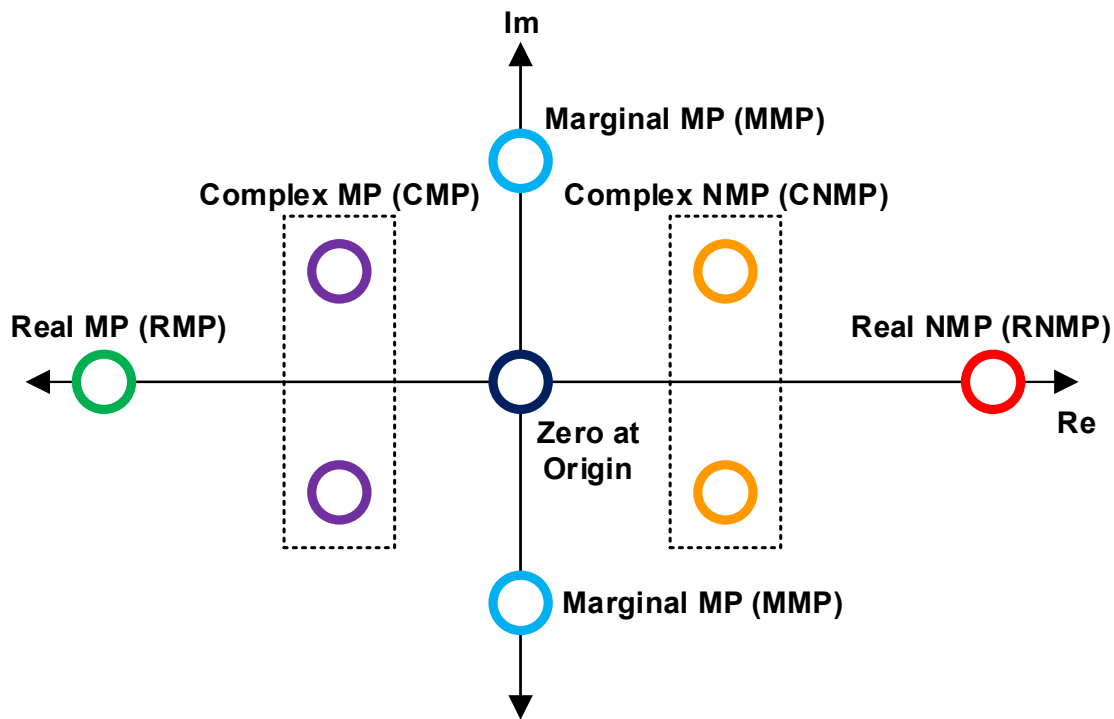 Im
Marginal MP (MMP)
Complex MP (CMP)
Complex NMP (CNMP)
Real MP (RMP)
Real NMP (RNMP)
Re
Zero at
Origin
Marginal MP (MMP)